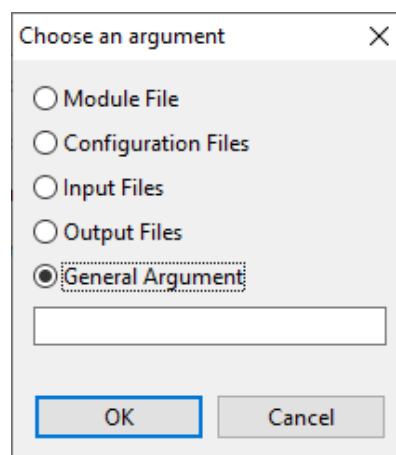 Choose an argument
Module File
Configuration Files
Input Files
Output Files
General Argument
OK Cancel